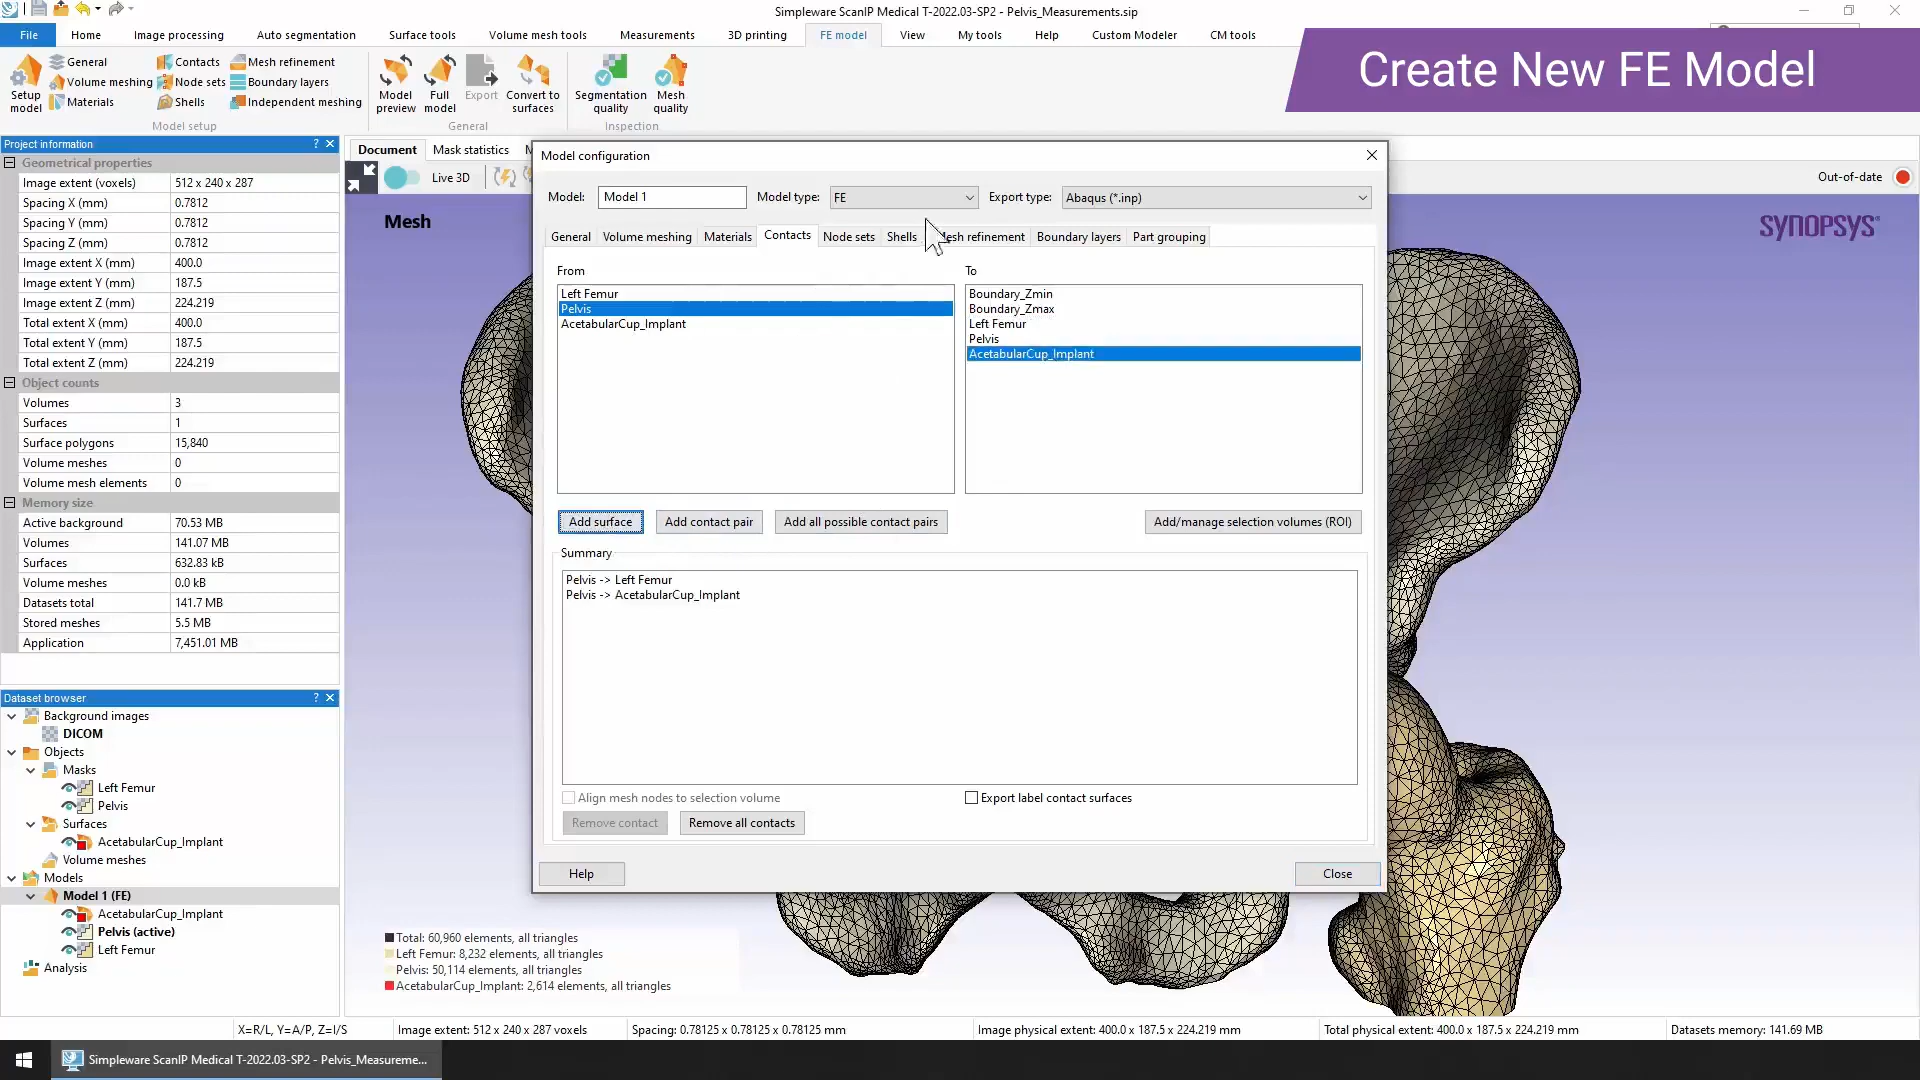 Simpleware ScanIP Medical T-2022.03-SP2 - Pelvis_Measurements.sip
File Home Image processing Auto segmentation Surface tools Volume mesh tools Measurements 3D printing FE model View My tools Help Custom Modeler CM tools
Create New FE Model
Setup model
General
Volume meshing
Materials
Contacts
Node sets
Shells
Mesh refinement
Boundary layers
Independent meshing
Model preview
Full model
Export
Convert to surfaces
Segmentation quality
Mesh quality
Model setup
General
Inspection
Project information ?
Geometrical properties
Image extent (voxels) 512 x 240 x 287
Spacing X (mm) 0.7812
Spacing Y (mm) 0.7812
Spacing Z (mm) 0.7812
Image extent X (mm) 400.0
Image extent Y (mm) 187.5
Image extent Z (mm) 224.219
Total extent X (mm) 400.0
Total extent Y (mm) 187.5
Total extent Z (mm) 224.219
Object counts
Volumes 3
Surfaces 1
Surface polygons 15,840
Volume meshes 0
Volume mesh elements 0
Memory size
Active background 70.53 MB
Volumes 141.07 MB
Surfaces 632.83 kB
Volume meshes 0.0 kB
Datasets total 141.7 MB
Stored meshes 5.5 MB
Application 7,451.01 MB
Dataset browser ?
Background images
DICOM
Objects
Masks
Left Femur
Pelvis
Surfaces
AcetabularCup_Implant
Volume meshes
Models
Model 1 (FE)
AcetabularCup_Implant
Pelvis (active)
Left Femur
Analysis
Document Mask statistics
Live 3D
Out-of-date
Mesh
SYNOPSYS
Model configuration
Model: Model 1 Model type: FE Export type: Abaqus (*.inp)
General Volume meshing Materials Contacts Node sets Shells refinement Boundary layers Part grouping
From
Left Femur
Pelvis
AcetabularCup_Implant
To
Boundary_Zmin
Boundary_Zmax
Left Femur
Pelvis
AcetabularCup_Implant
Add surface Add contact pair Add all possible contact pairs Add/manage selection volumes (ROI)
Summary
Pelvis -> Left Femur
Pelvis -> AcetabularCup_Implant
Align mesh nodes to selection volume Export label contact surfaces
Remove contact Remove all contacts
Help Close
Total: 60,960 elements, all triangles
Left Femur: 8,232 elements, all triangles
Pelvis: 50,114 elements, all triangles
AcetabularCup_Implant: 2,614 elements, all triangles
X=R/L, Y=A/P, Z=I/S Image extent: 512 x 240 x 287 voxels Spacing: 0.78125 x 0.78125 x 0.78125 mm Image physical extent: 400.0 x 187.5 x 224.219 mm Total physical extent: 400.0 x 187.5 x 224.219 mm Datasets memory: 141.69 MB
Simpleware ScanIP Medical T-2022.03-SP2 - Pelvis_Measureme...